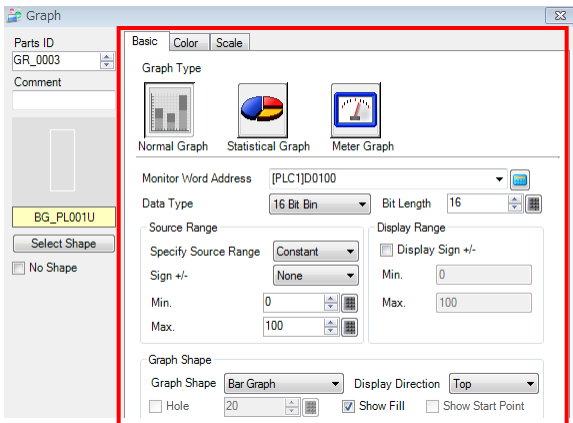 Graph
Parts ID
GR_0003
Comment
BG_PL001U
Select Shape
No Shape
Basic Color Scale
Graph Type
Normal Graph Statistical Graph Meter Graph
Monitor Word Address [PLC1]D0100
Data Type 16 Bit Bin Bit Length 16
Source Range Display Range
Specify Source Range Constant Display Sign +/-
Sign +/- None Min. 0
Min. 0 Max. 100
Max. 100
Graph Shape
Graph Shape Bar Graph Display Direction Top
Hole 20 Show Fill Show Start Point